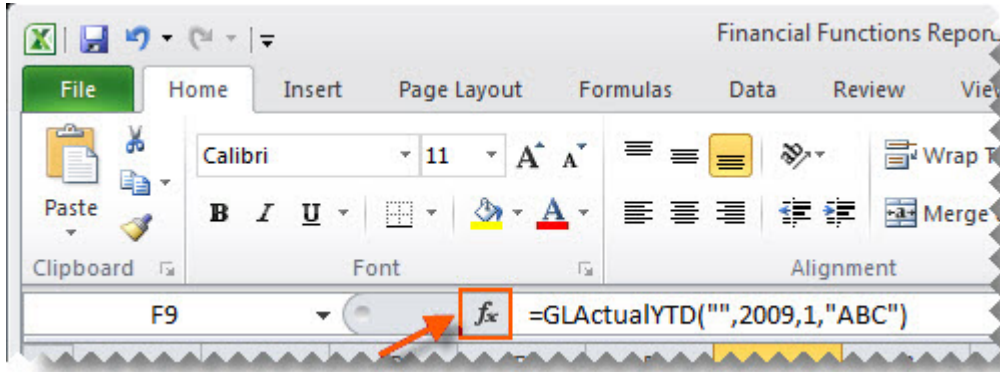 Financial Functions Repor
File Home Insert Page Layout Formulas Data Review Vie
Calibri 11 A A Wrap T
Paste B I U A Merge
Clipboard Font Alignment
F9 fx =GLActualYTD("",2009,1,"ABC")